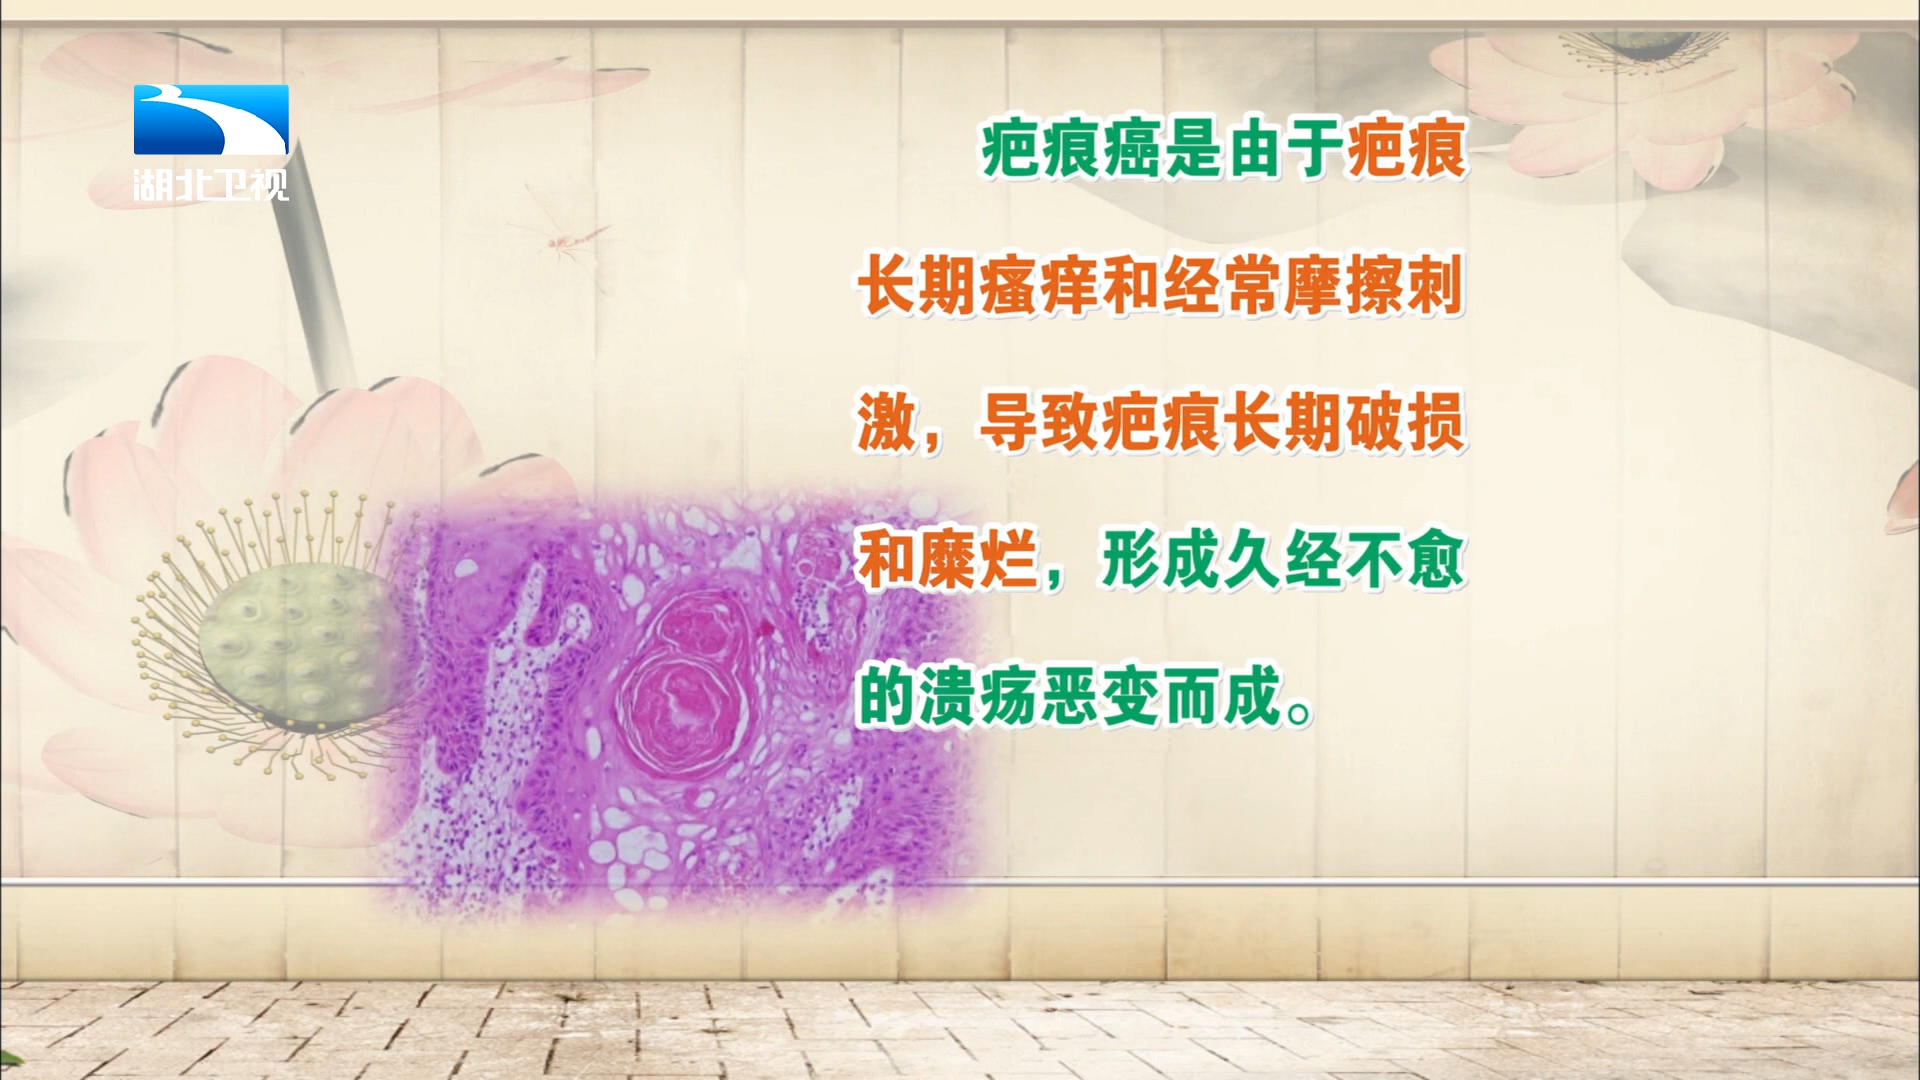 湖北卫视
疤痕癌是由于疤痕
长期瘙痒和经常摩擦刺
激，导致疤痕长期破损
和糜烂，形成久经不愈
的溃疡恶变而成。